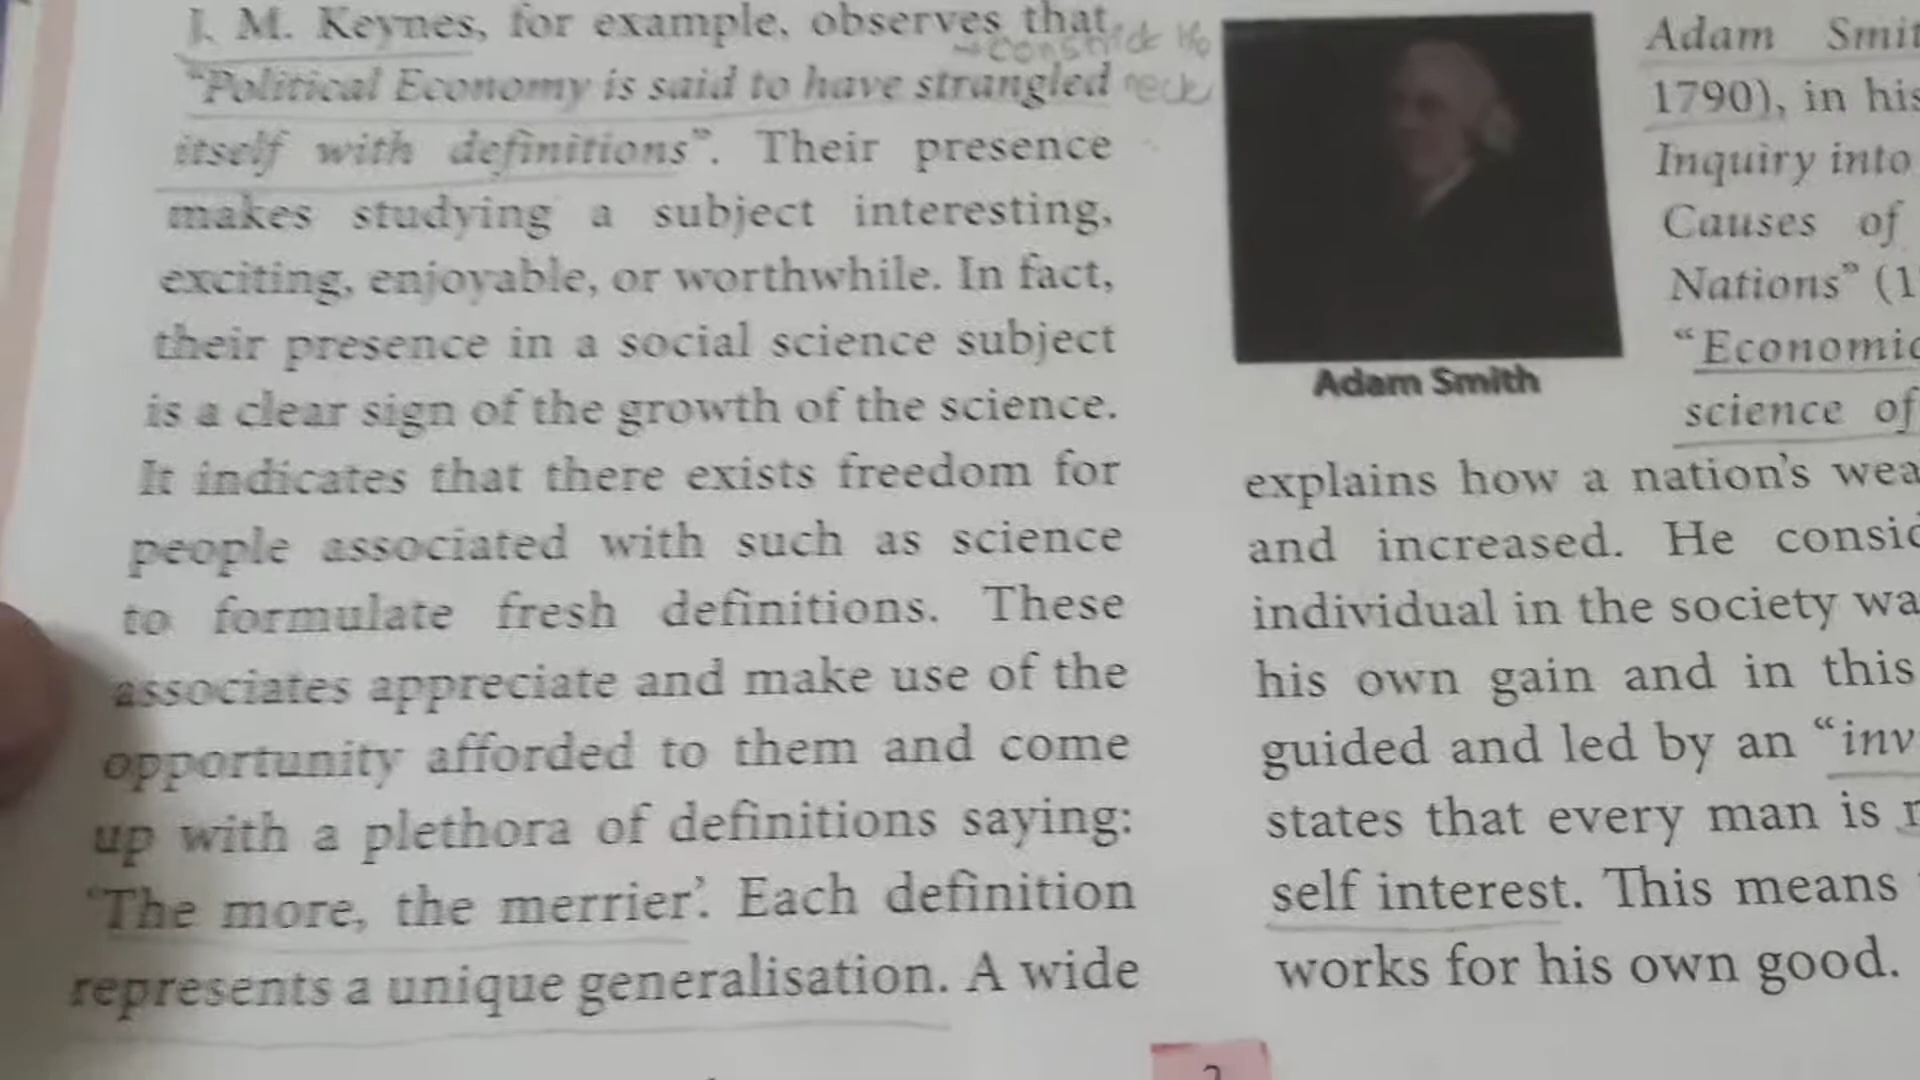 J. M. Keynes, for example, observes that
"Political Economy is said to have strangled
itself with definitions". Their presence
makes studying a subject interesting,
exciting, enjoyable, or worthwhile. In fact,
their presence in a social science subject
is a clear sign of the growth of the science.
It indicates that there exists freedom for
people associated with such as science
to formulate fresh definitions. These
associates appreciate and make use of the
opportunity afforded to them and come
up with a plethora of definitions saying:
'The more, the merrier'. Each definition
represents a unique generalisation. A wide
neck
Adam Smith
Adam Smit
1790), in his
Inquiry into
Causes of
Nations" (1
"Economic
science of
explains how a nation's wea
and increased. He consid
individual in the society wa
his own gain and in this
guided and led by an "inv
states that every man is
self interest. This means
works for his own good.